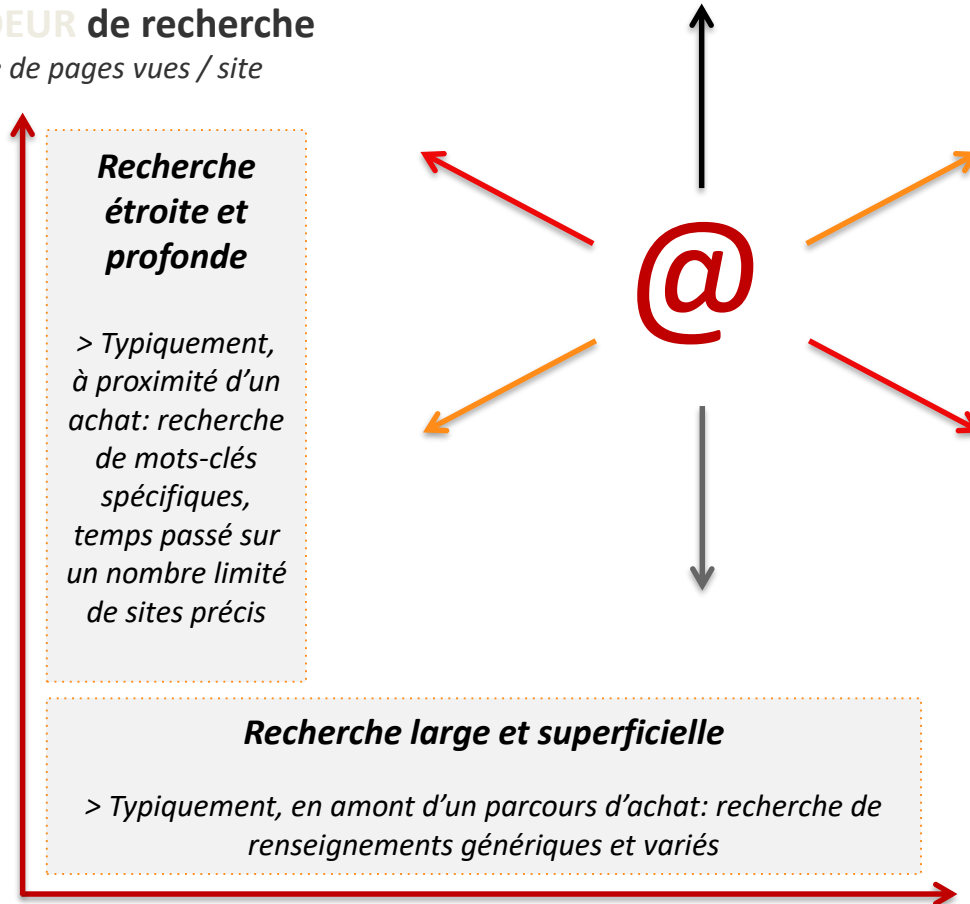 de recherche
de pages vues / site
Recherche
étroite et
profonde
> Typiquement,
à proximité d’un
achat: recherche
de mots-clés
spécifiques,
temps passé sur
un nombre limité
de sites précis
@
Recherche large et superficielle
> Typiquement, en amont d’un parcours d’achat: recherche de
renseignements génériques et variés